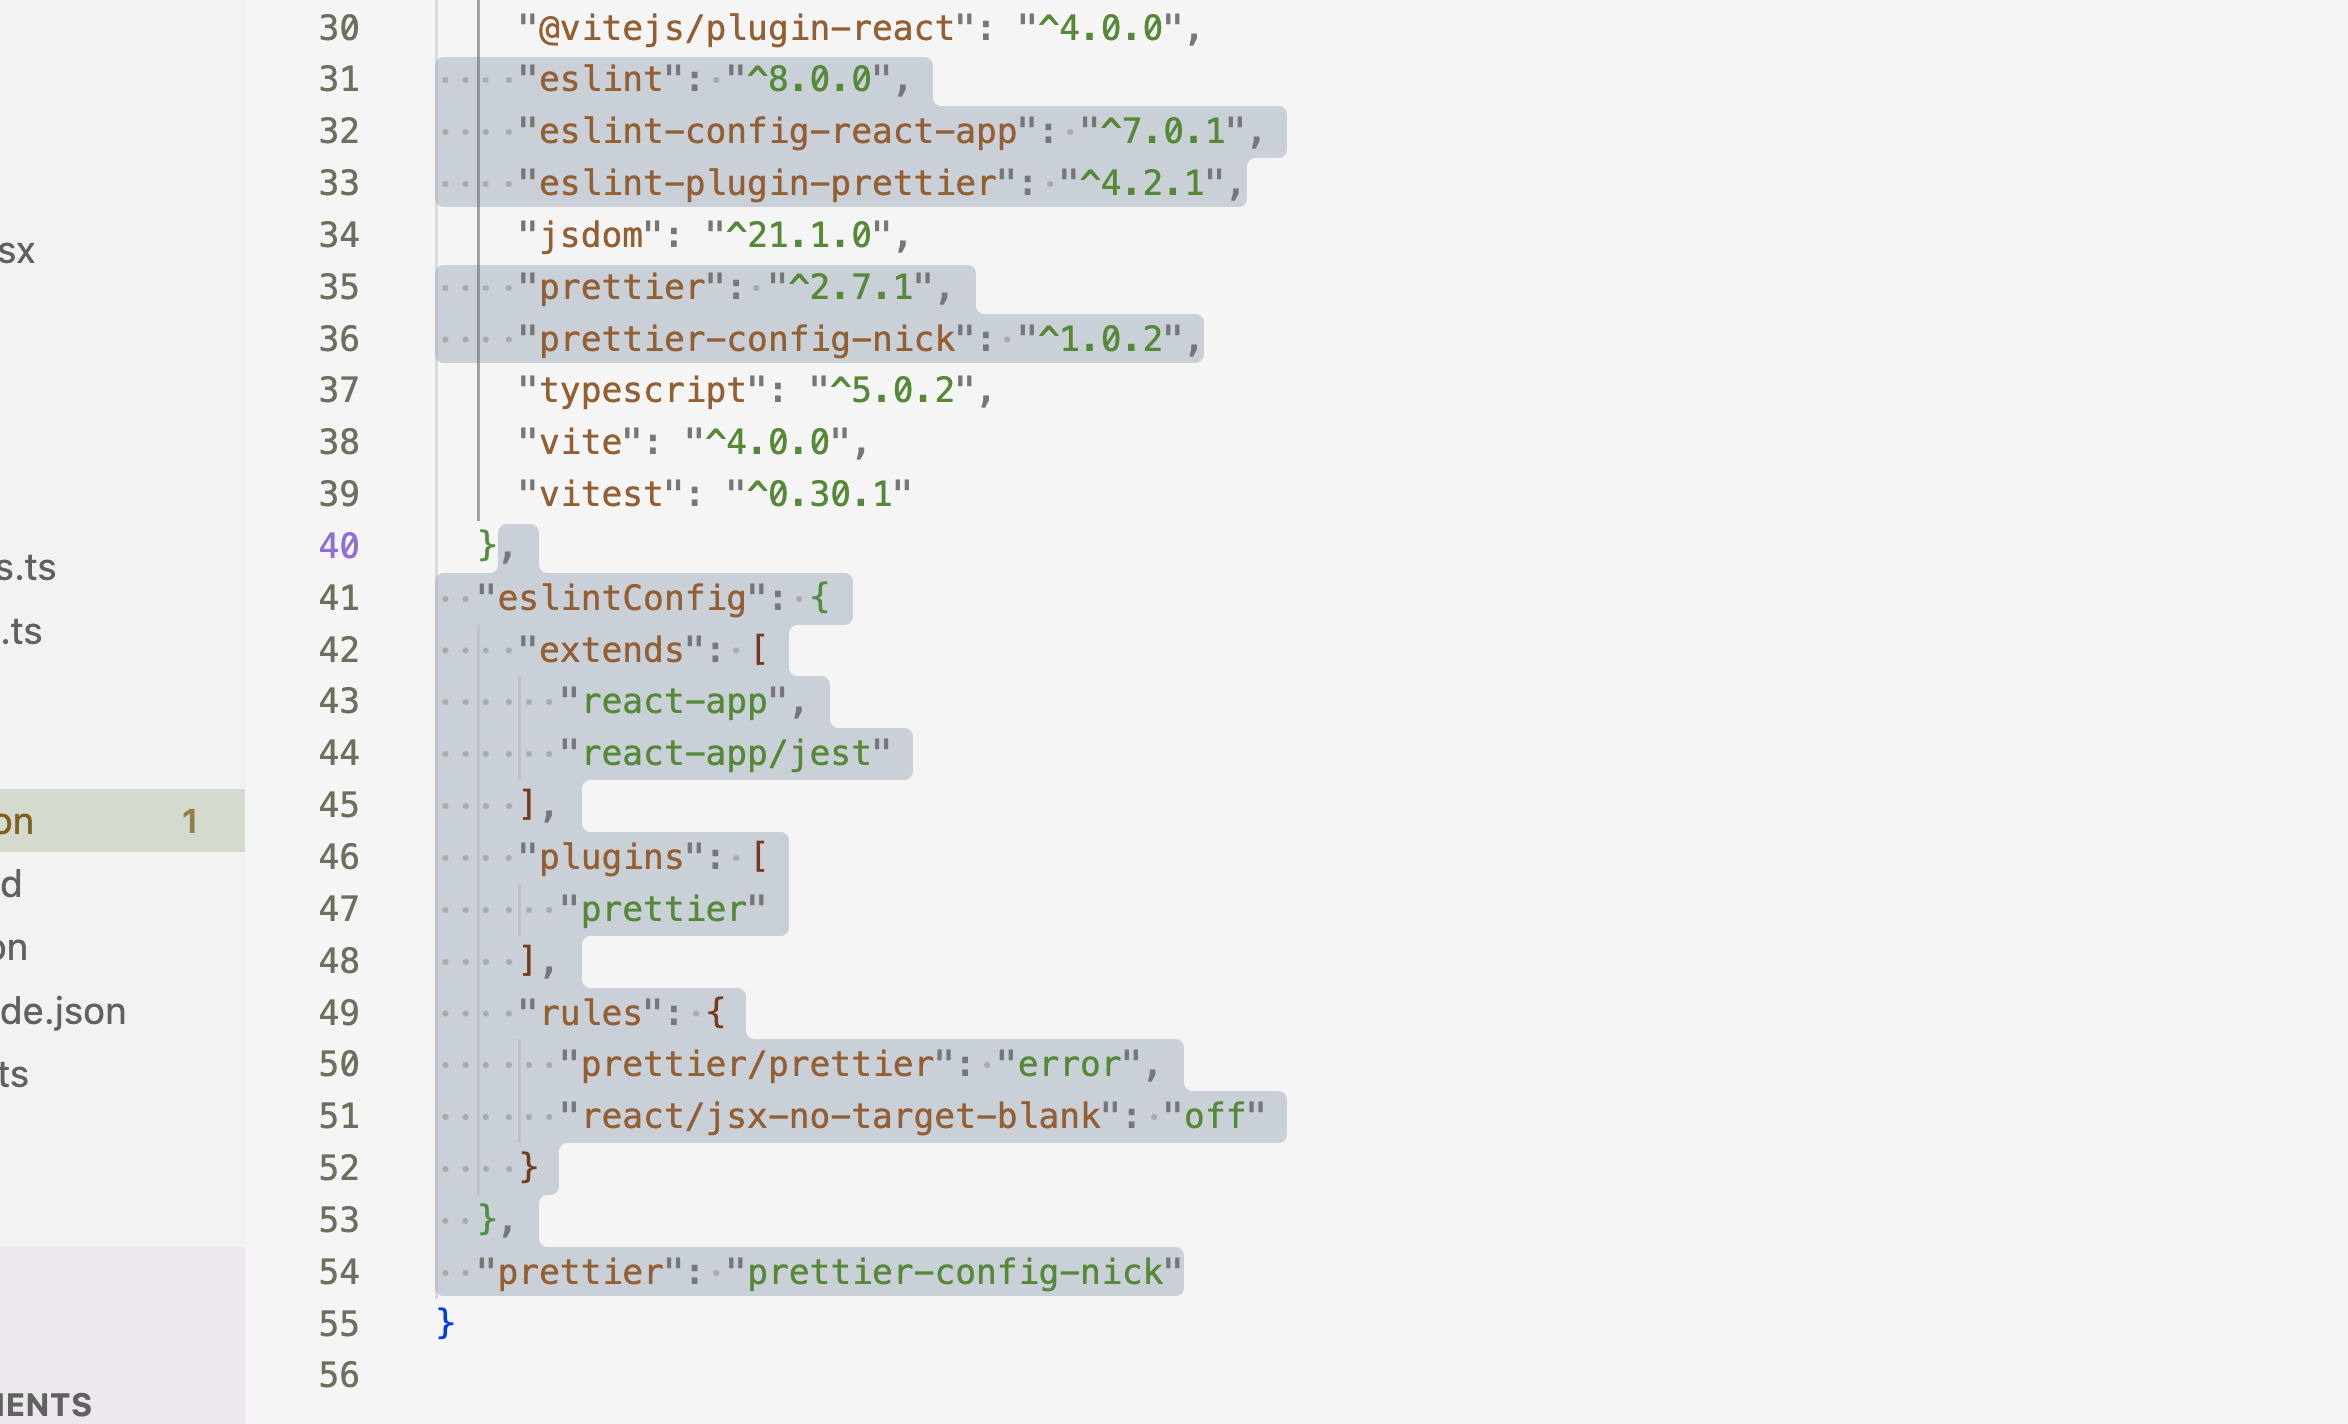 sx
s.ts
.ts
on 1
d
on
de.json
ts
MENTS
30 "@vitejs/plugin-react": "^4.0.0",
31 "eslint": "^8.0.0",
32 "eslint-config-react-app": "^7.0.1",
33 "eslint-plugin-prettier": "^4.2.1",
34 "jsdom": "^21.1.0",
35 "prettier": "^2.7.1",
36 "prettier-config-nick": "^1.0.2",
37 "typescript": "^5.0.2",
38 "vite": "^4.0.0",
39 "vitest": "^0.30.1"
40 },
41 "eslintConfig": {
42 "extends": [
43 "react-app",
44 "react-app/jest"
45 ],
46 "plugins": [
47 "prettier"
48 ],
49 "rules": {
50 "prettier/prettier": "error",
51 "react/jsx-no-target-blank": "off"
52 }
53 },
54 "prettier": "prettier-config-nick"
55 }
56